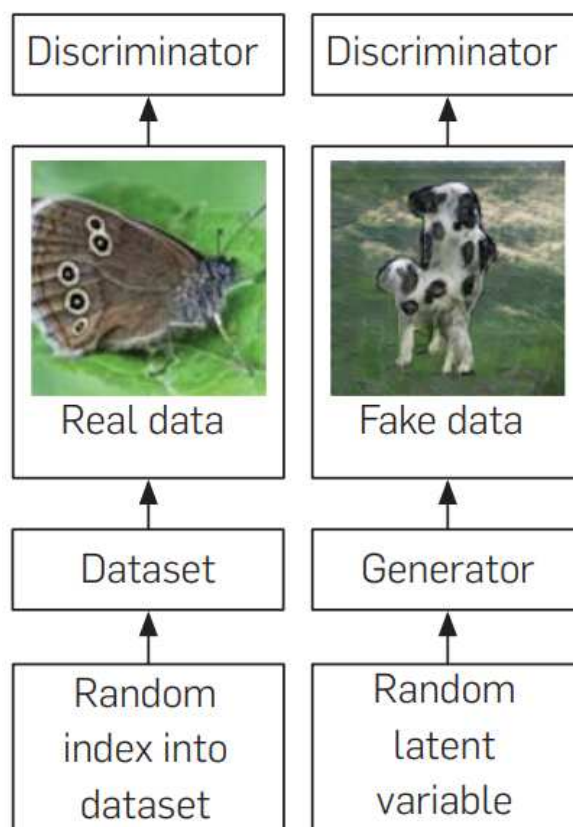 Discriminator
Discriminator
Real data
Fake data
Dataset
Generator
Random
index into
dataset
Random
latent
variable